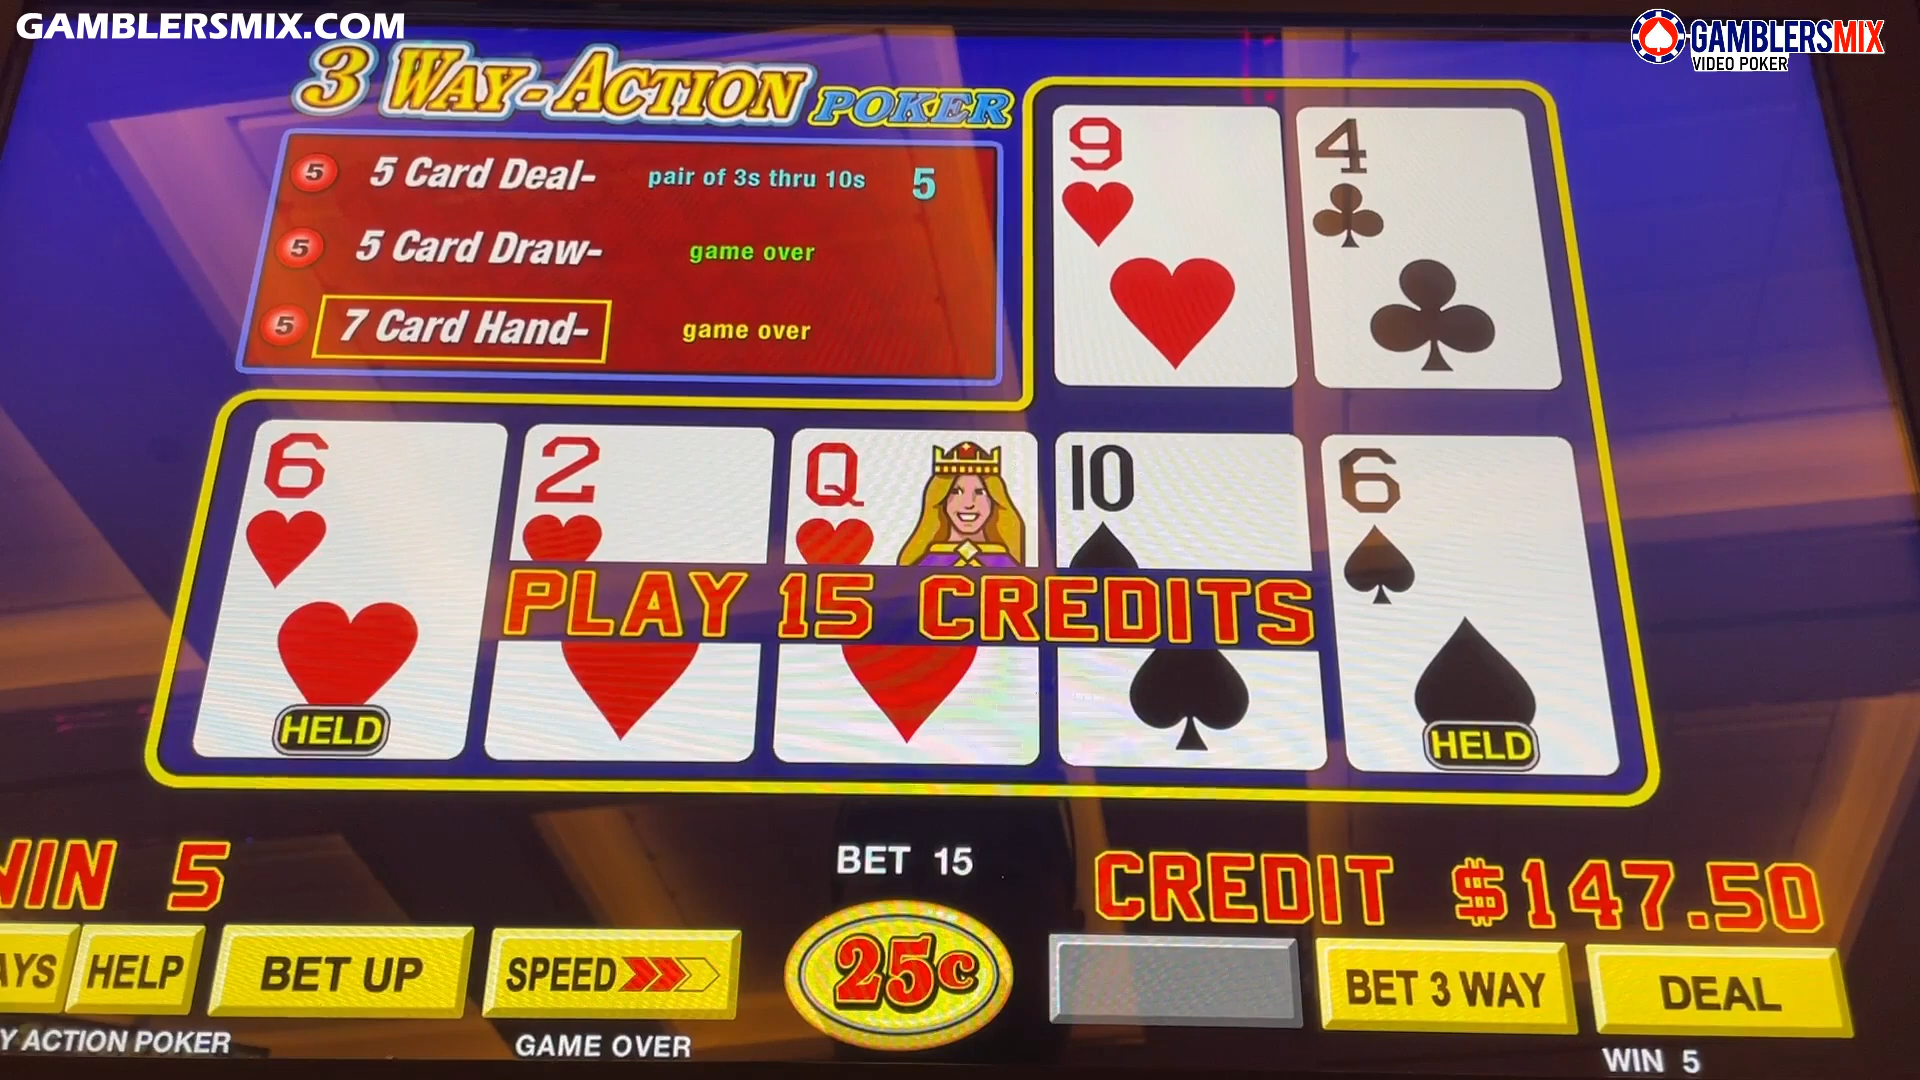 GAMBLERSMIX.COM
GAMBLERSMIX
VIDEO POKER
3 WAY-ACTION POKER
5 5 Card Deal- pair of 3s thru 10s 5
5 5 Card Draw- game over
5 7 Card Hand- game over
9 4
6 2 Q 10 6
PLAY 15 CREDITS
HELD HELD
WIN 5 BET 15 CREDIT $147.50
AYS HELP BET UP SPEED 25¢ BET 3 WAY DEAL
Y ACTION POKER GAME OVER WIN 5